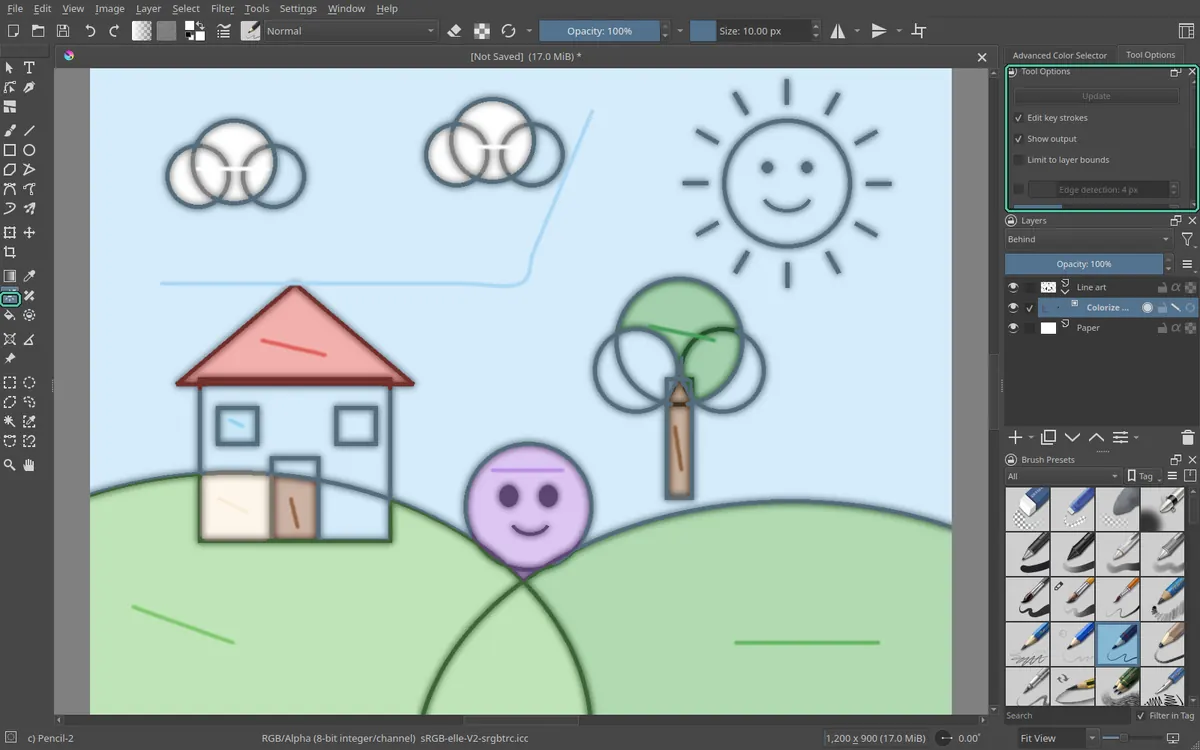 File Edit View Image Layer Select Filter Tools Settings Window Help
Normal Opacity: 100% Size: 10.00 px
[Not Saved] (17.0 MiB) *
Advanced Color Selector Tool Options
Tool Options
Update
Edit key strokes
Show output
Limit to layer bounds
Edge detection: 4 px
Layers
Behind
Opacity: 100%
Line art
Colorize ...
Paper
Brush Presets
All Tag
Search Filter in Tag
c) Pencil-2 RGB/Alpha (8-bit integer/channel) sRGB-elle-V2-srgbtrc.icc 1,200 x 900 (17.0 MiB) 0.00° Fit View